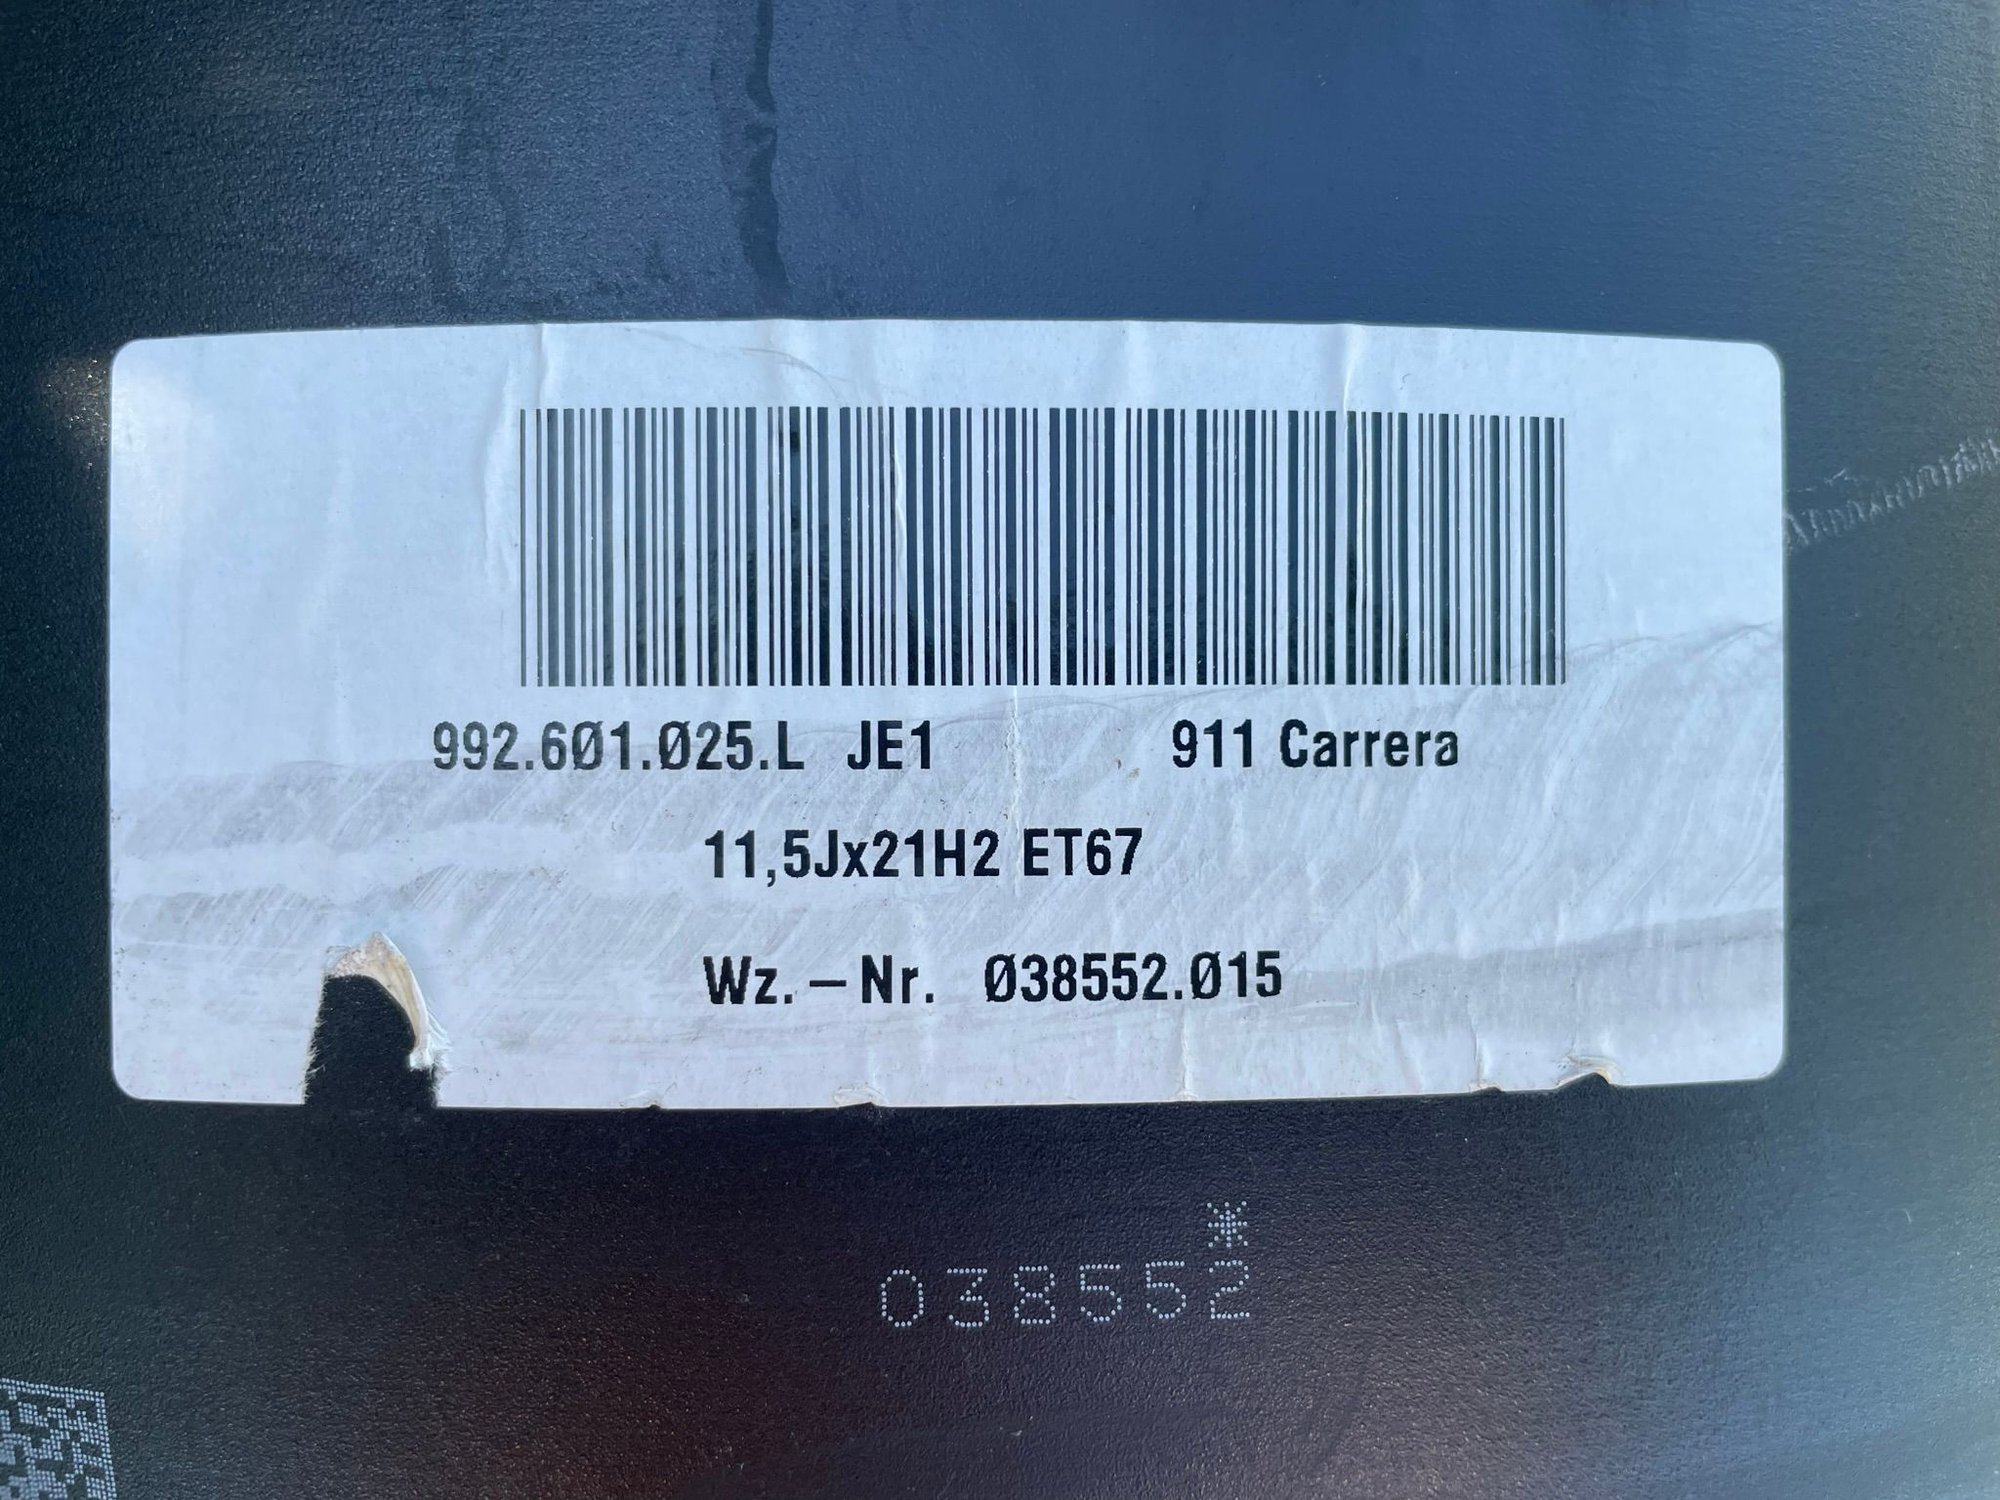 992.6Ø1.Ø25.L JE1 911 Carrera
11,5Jx21H2 ET67
Wz.–Nr. Ø38552.Ø15
*
038552